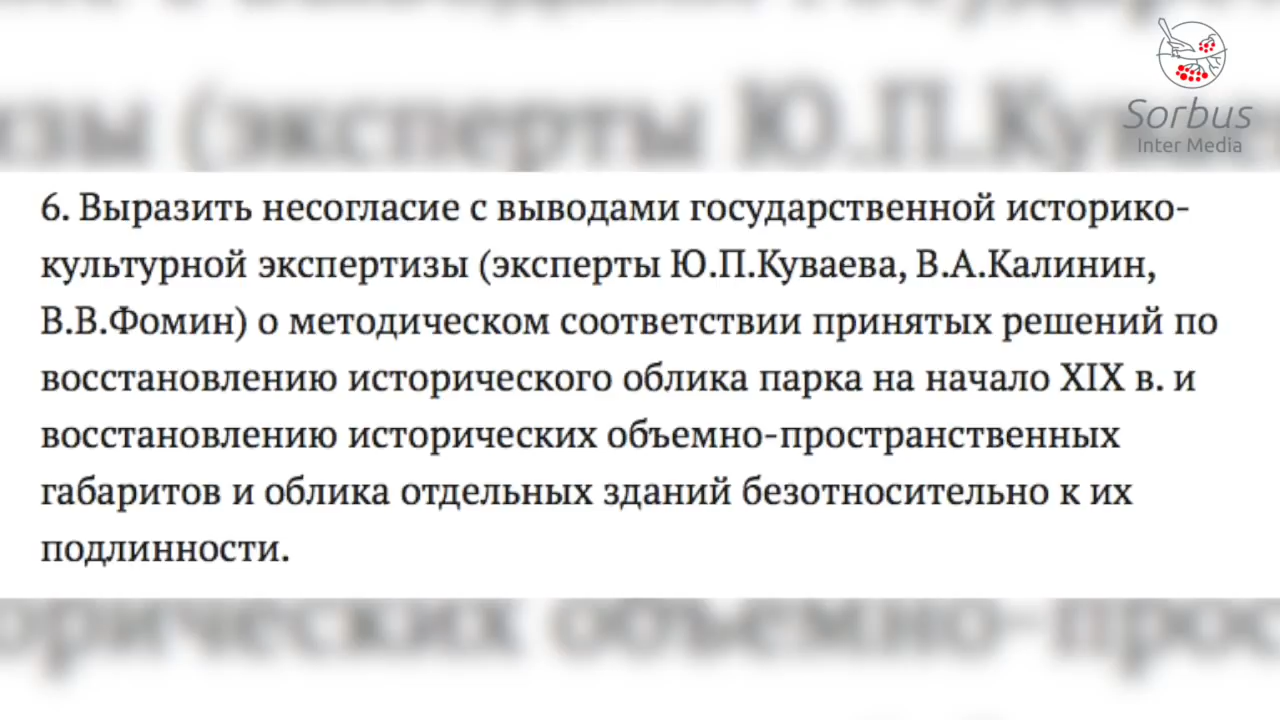 Sorbus
Inter Media
6. Выразить несогласие с выводами государственной историко-
культурной экспертизы (эксперты Ю.П.Куваева, В.А.Калинин,
В.В.Фомин) о методическом соответствии принятых решений по
восстановлению исторического облика парка на начало XIX в. и
восстановлению исторических объемно-пространственных
габаритов и облика отдельных зданий безотносительно к их
подлинности.